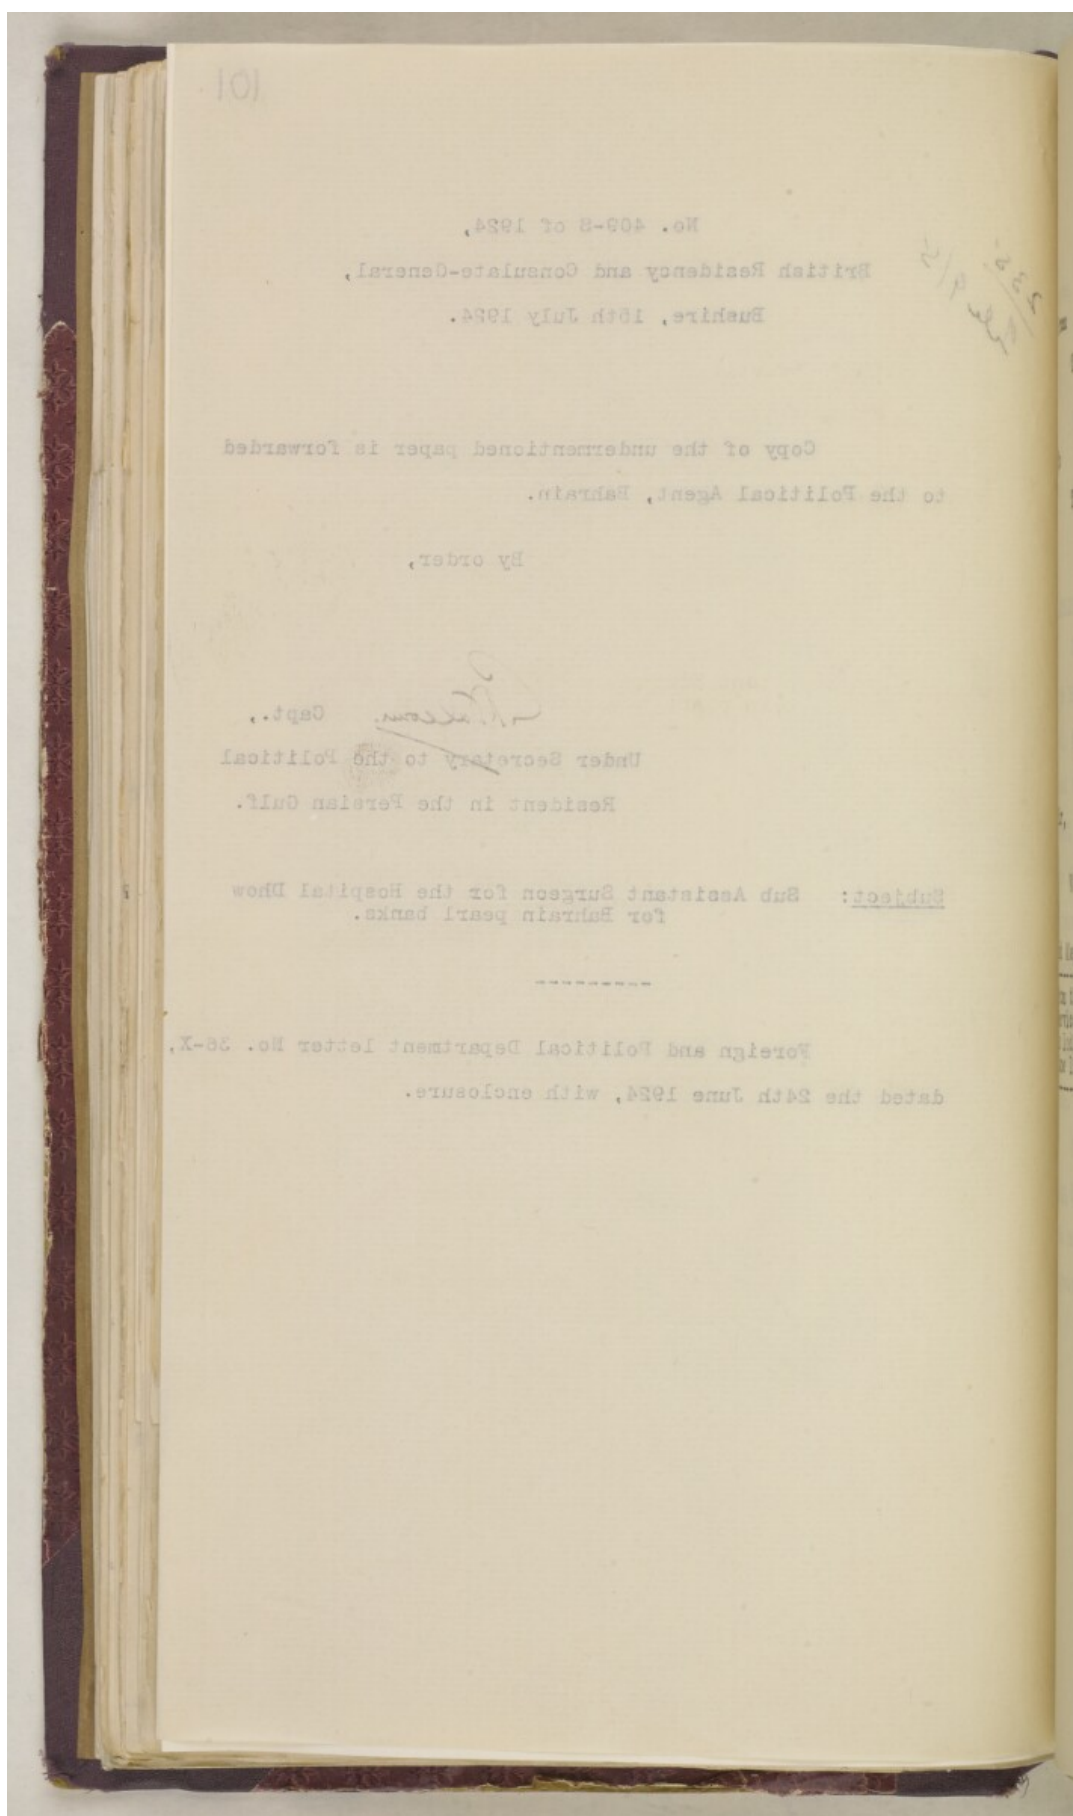 101
No. 409-S of 1924,
British Residency and Consulate-General,
Bushire, 15th July 1924.
Copy of the undermentioned paper is forwarded
to the Political Agent, Bahrain.
By order,
Capt.,
Under Secretary to the Political
Resident in the Persian Gulf.
Subject: Sub Assistant Surgeon for the Hospital Dhow
for Bahrain pearl banks.
---------
Foreign and Political Department letter No. 36-X,
dated the 24th June 1924, with enclosure.